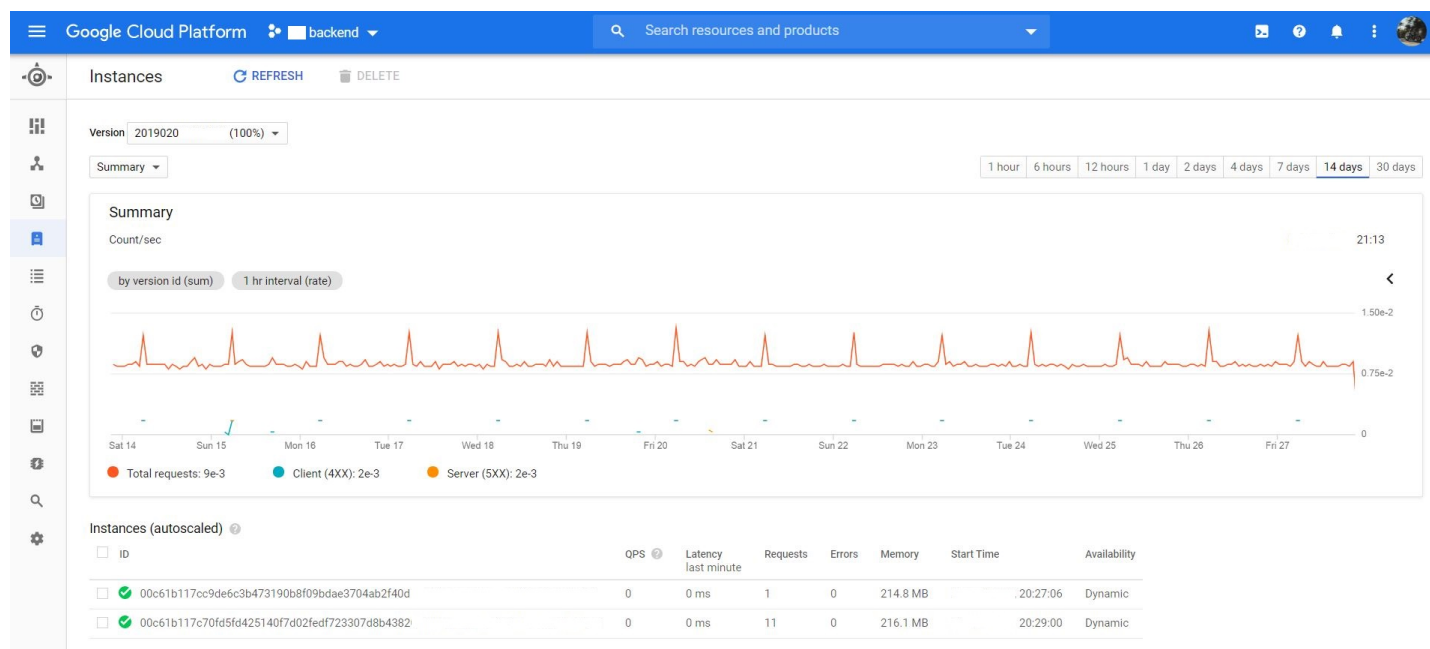 Google Cloud Platform backend Search resources and products
Instances REFRESH DELETE
Version 2019020 (100%)
Summary 1 hour 6 hours 12 hours 1 day 2 days 4 days 7 days 14 days 30 days
Summary
Count/sec 21:13
by version id (sum) 1 hr interval (rate)
1.50e-2
0.75e-2
0
Sat 14 Sun 15 Mon 16 Tue 17 Wed 18 Thu 19 Fri 20 Sat 21 Sun 22 Mon 23 Tue 24 Wed 25 Thu 26 Fri 27
Total requests: 9e-3 Client (4XX): 2e-3 Server (5XX): 2e-3
Instances (autoscaled)
ID QPS Latency Requests Errors Memory Start Time Availability
last minute
00c61b117cc9de6c3b473190b8f09bdae3704ab2f40d 0 0 ms 1 0 214.8 MB 20:27:06 Dynamic
00c61b117c70fd5fd425140f7d02fedf723307d8b4382 0 0 ms 11 0 216.1 MB 20:29:00 Dynamic